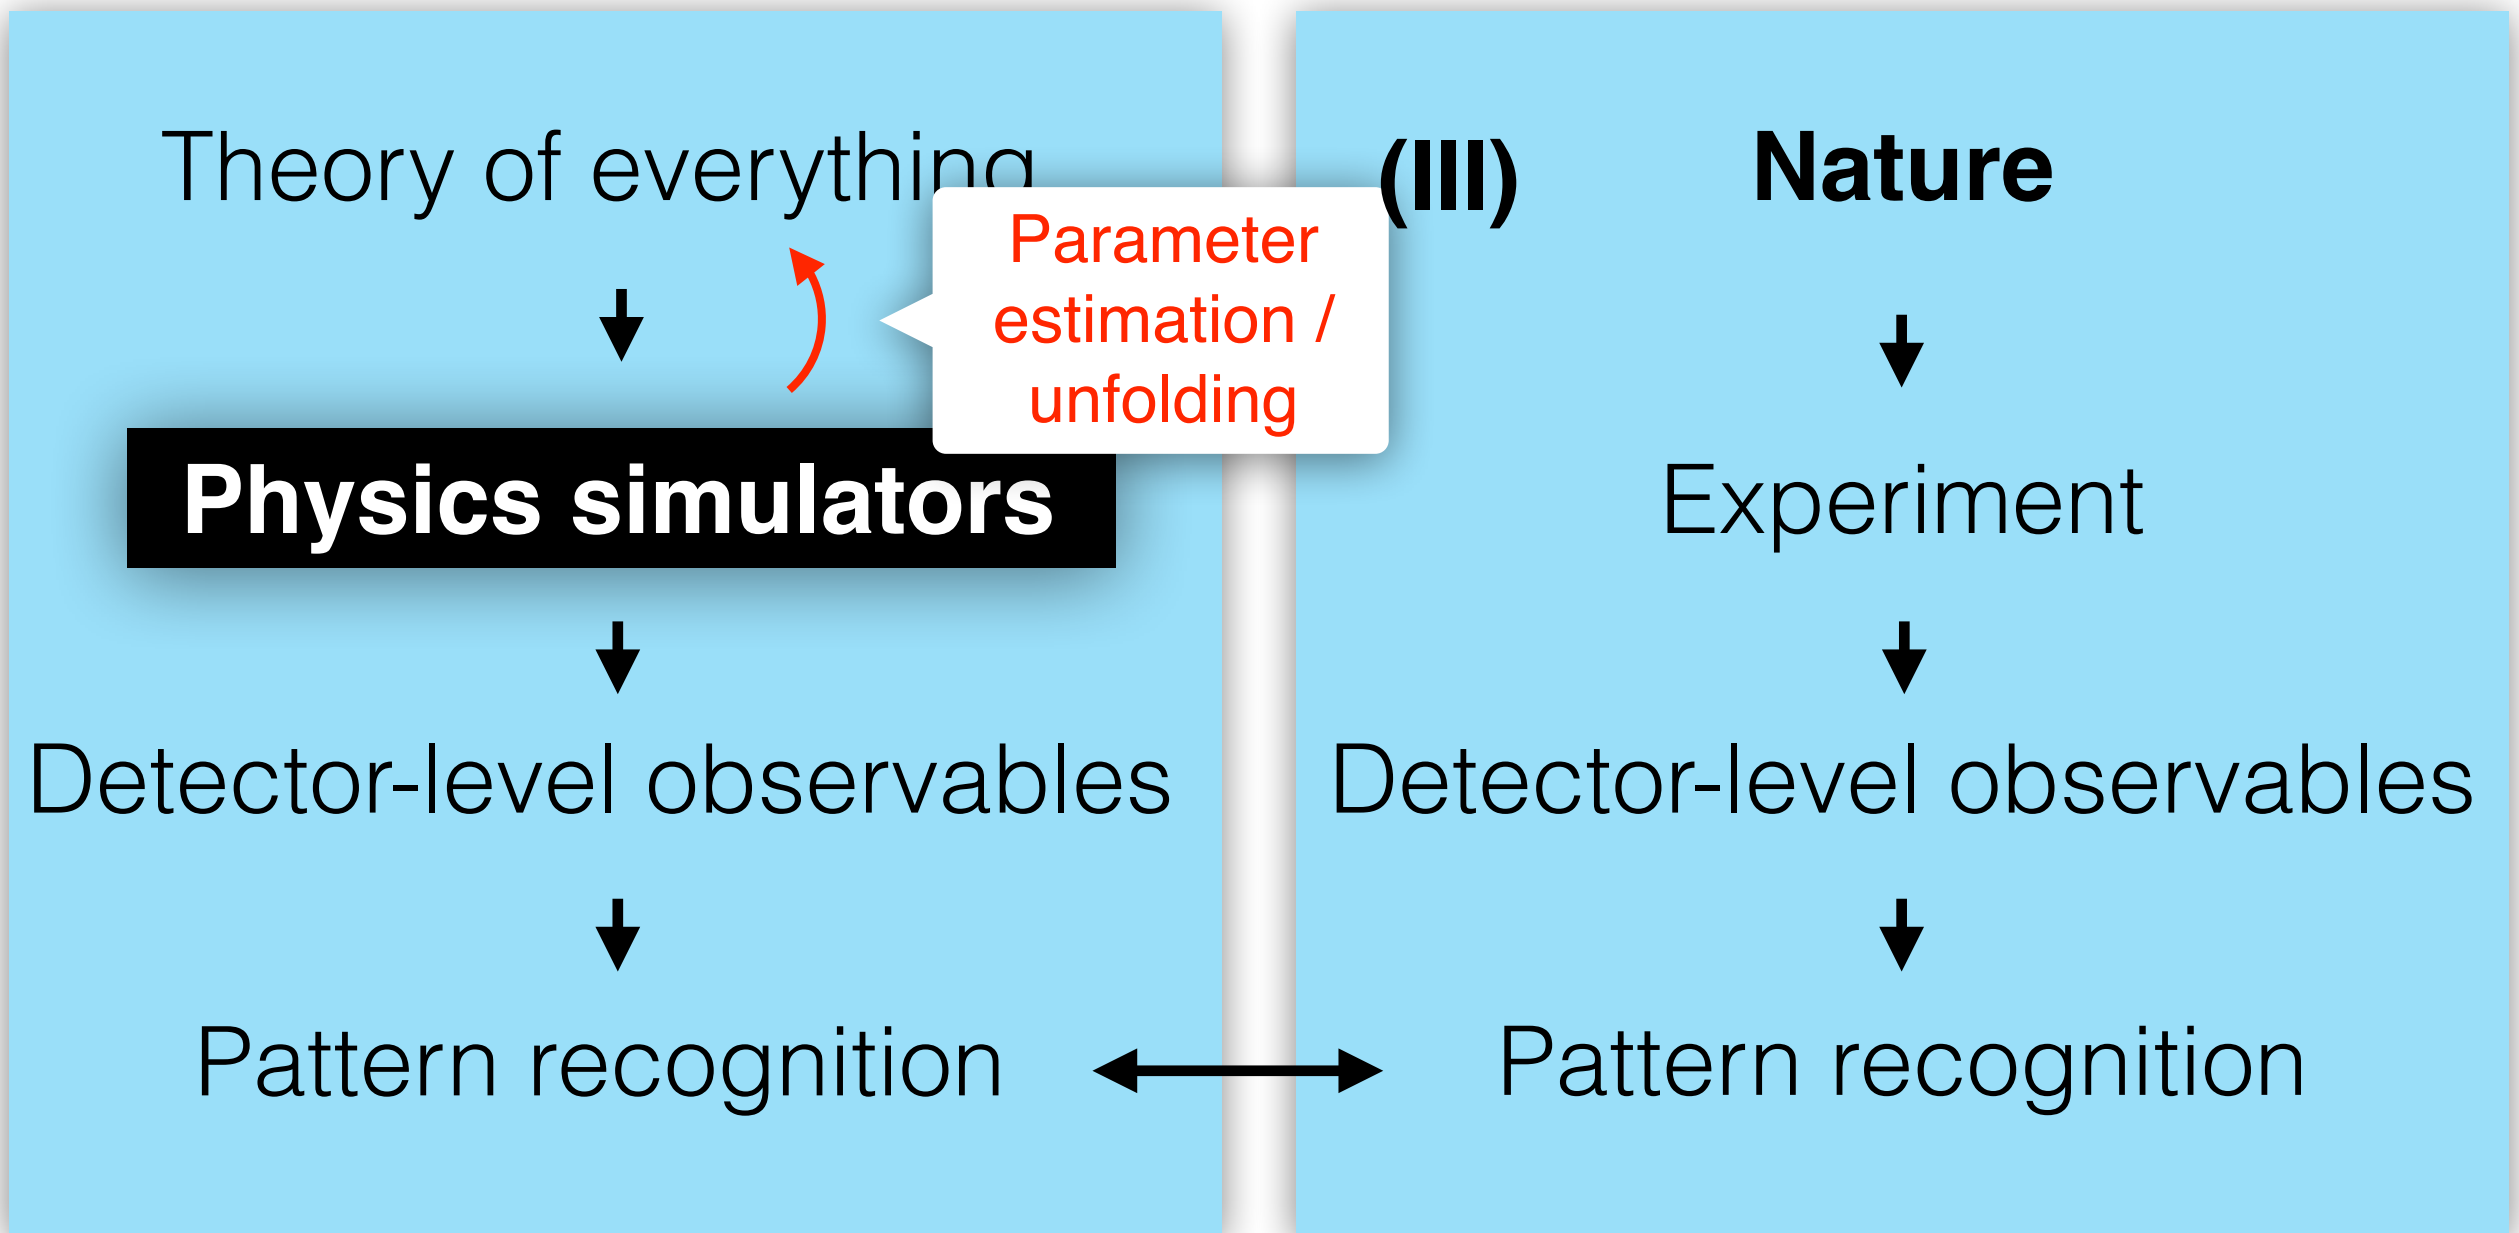 Theory of everything
Parameter
estimation /
unfolding
Physics simulators
Detector-level observables
Pattern recognition
(III)
Nature
Experiment
Detector-level observables
Pattern recognition